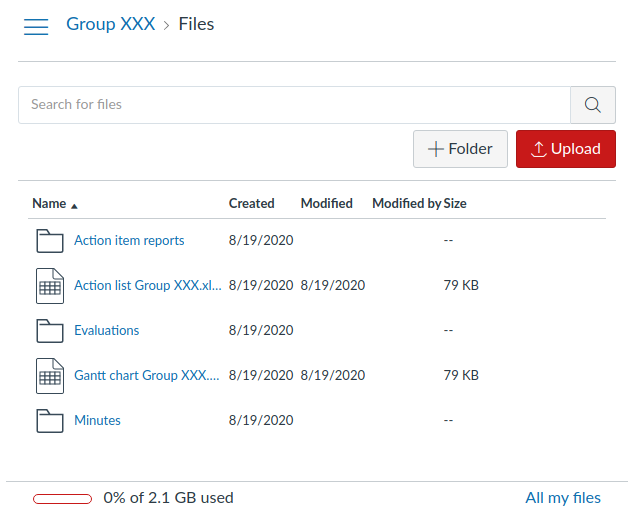 Group XXX > Files
Search for files
+ Folder Upload
Name Created Modified Modified by Size
Action item reports 8/19/2020 --
Action list Group XXX.xl... 8/19/2020 8/19/2020 79 KB
Evaluations 8/19/2020 --
Gantt chart Group XXX.... 8/19/2020 8/19/2020 79 KB
Minutes 8/19/2020 --
0% of 2.1 GB used All my files